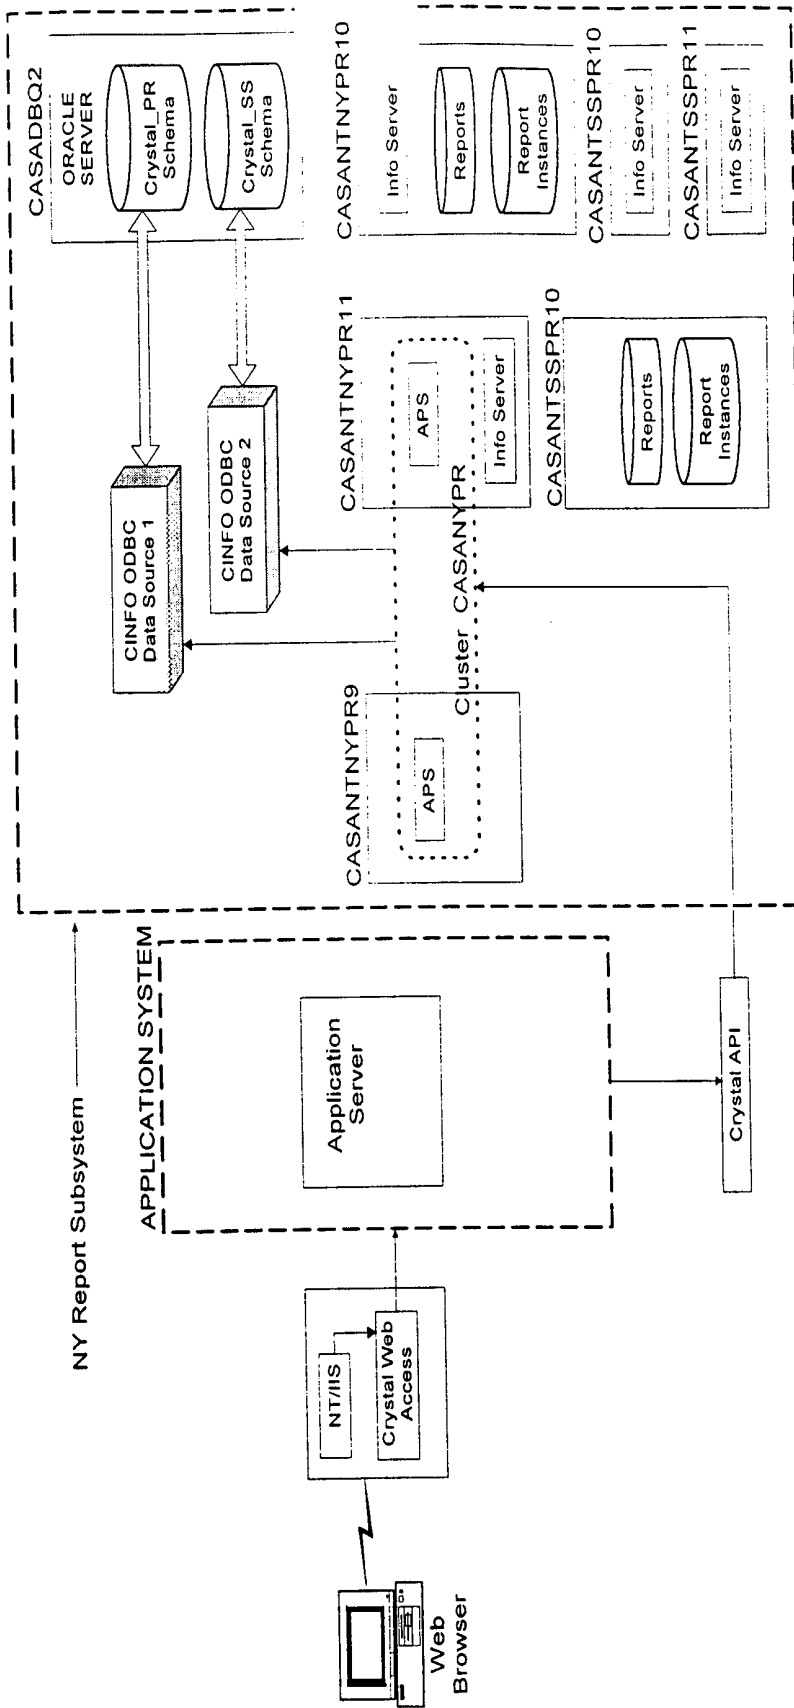 NY Report Subsystem
APPLICATION SYSTEM
Web
Browser
NT/IIS
Crystal Web
Access
Application
Server
Crystal API
CASADBQ2
ORACLE
SERVER
Crystal_PR
Schema
Crystal_SS
Schema
CINFO ODBC
Data Source 1
CINFO ODBC
Data Source 2
CASANTNYPR9
APS
Cluster CASANYPR
CASANTNYPR11
APS
Info Server
CASANTNYPR10
Info Server
Reports
Report
Instances
CASANTSSPR10
Reports
Report
Instances
CASANTSSPR10
Info Server
CASANTSSPR11
Info Server